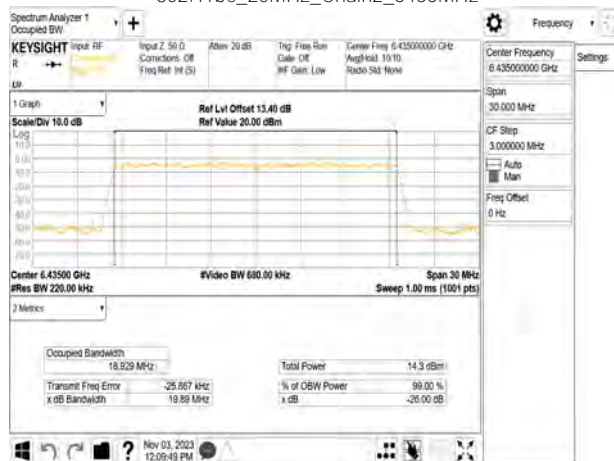 Spectrum Analyzer 1
Occupied BW
Frequency
Settings
KEYSIGHT
Input: RF
Input Z: 50 Ω
Corrections: Off
Freq Ref: Int (S)
Atten: 20 dB
Trig: Free Run
Gate: Off
#IF Gain: Low
Center Freq: 6.435000000 GHz
Avg|Hold: 10/10
Radio Std: None
R
Center Frequency
6.435000000 GHz
Span
30.000 MHz
CF Step
3.000000 MHz
Auto
Man
Freq Offset
0 Hz
1 Graph
Scale/Div 10.0 dB
Ref Lvl Offset 13.40 dB
Ref Value 20.00 dBm
Log
Center 6.43500 GHz
#Res BW 220.00 kHz
#Video BW 680.00 kHz
Span 30 MHz
Sweep 1.00 ms (1001 pts)
2 Metrics
Occupied Bandwidth
18.929 MHz
Total Power
14.3 dBm
Transmit Freq Error
-25.867 kHz
% of OBW Power
99.00 %
x dB Bandwidth
19.89 MHz
x dB
-26.00 dB
Nov 03, 2023
12:09:49 PM